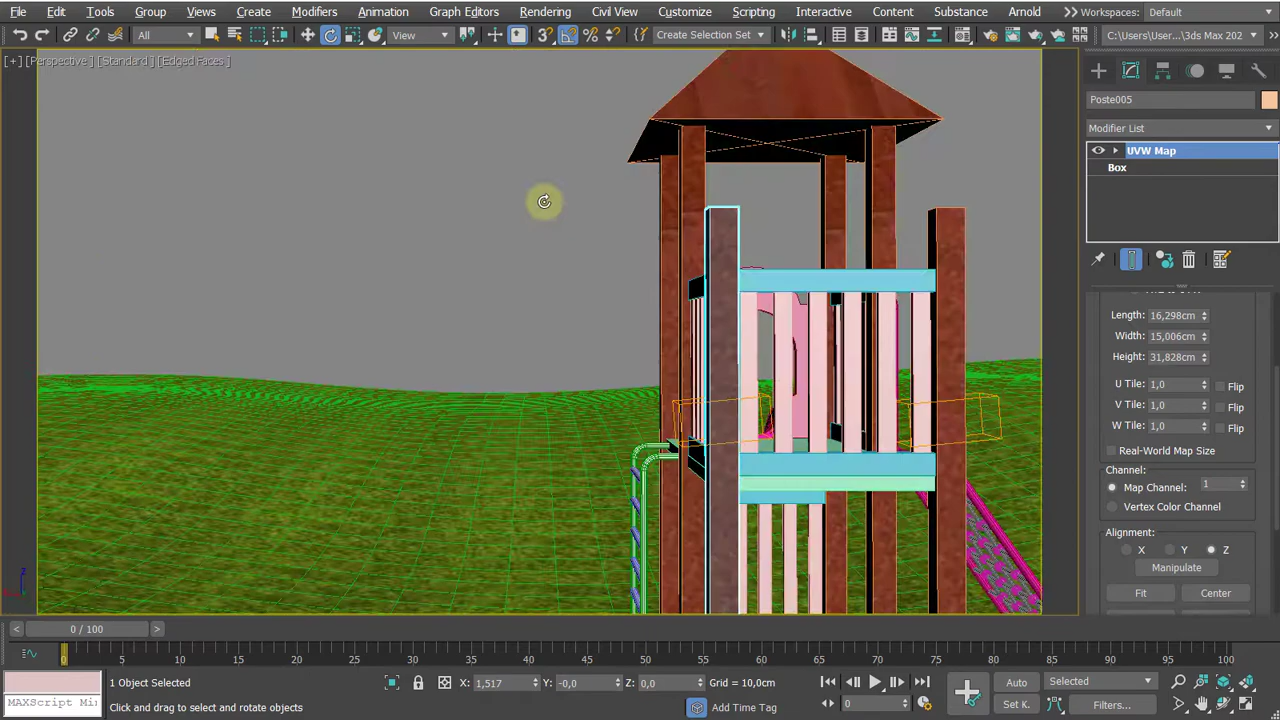 File Edit Tools Group Views Create Modifiers Animation Graph Editors Rendering Civil View Customize Scripting Interactive Content Substance Arnold Workspaces: Default
All View Create Selection Set C:\Users\User...\3ds Max 202
[+] [Perspective] [Standard] [Edged Faces]
Poste005
Modifier List
UVW Map
Box
Length: 16,298cm
Width: 15,006cm
Height: 31,828cm
U Tile: 1,0 Flip
V Tile: 1,0 Flip
W Tile: 1,0 Flip
Real-World Map Size
Channel:
Map Channel: 1
Vertex Color Channel
Alignment:
X Y Z
Manipulate
Fit Center
z
< 0 / 100 >
0 5 10 15 20 25 30 35 40 45 50 55 60 65 70 75 80 85 90 95 100
1 Object Selected X: 1,517 Y: -0,0 Z: 0,0 Grid = 10,0cm Auto Selected
MAXScript Mi Click and drag to select and rotate objects Add Time Tag 0 Set K. Filters...